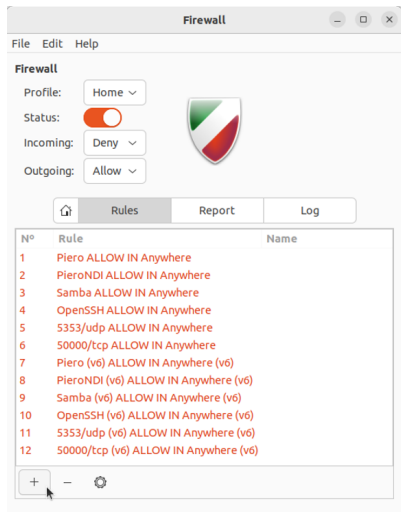 Firewall
File Edit Help
Firewall
Profile: Home
Status:
Incoming: Deny
Outgoing: Allow
Rules Report Log
Nº Rule Name
1 Piero ALLOW IN Anywhere
2 PieroNDI ALLOW IN Anywhere
3 Samba ALLOW IN Anywhere
4 OpenSSH ALLOW IN Anywhere
5 5353/udp ALLOW IN Anywhere
6 50000/tcp ALLOW IN Anywhere
7 Piero (v6) ALLOW IN Anywhere (v6)
8 PieroNDI (v6) ALLOW IN Anywhere (v6)
9 Samba (v6) ALLOW IN Anywhere (v6)
10 OpenSSH (v6) ALLOW IN Anywhere (v6)
11 5353/udp (v6) ALLOW IN Anywhere (v6)
12 50000/tcp (v6) ALLOW IN Anywhere (v6)